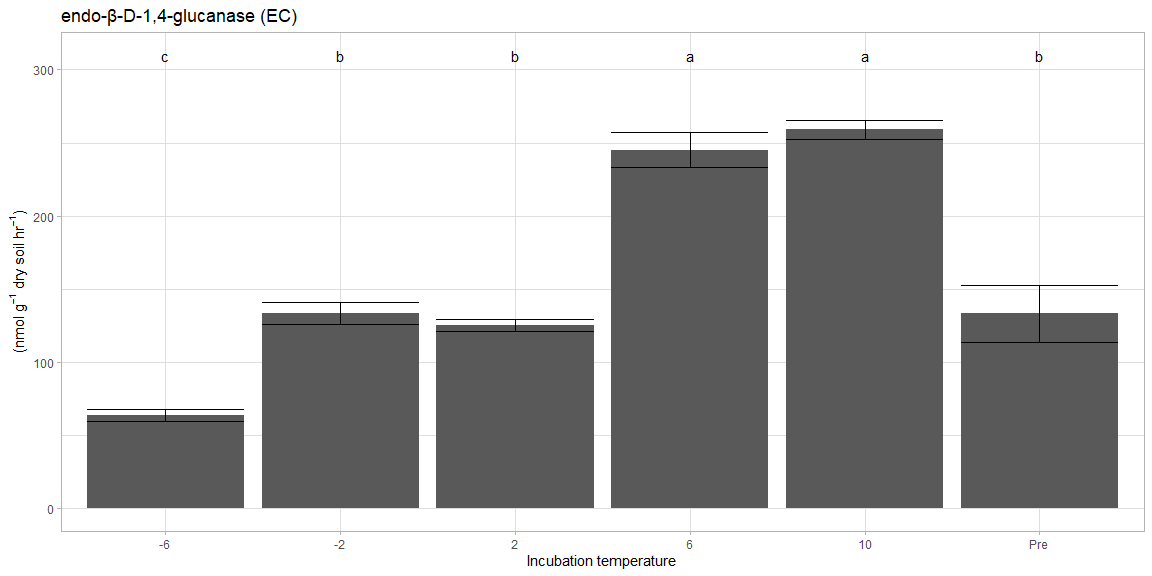 endo-β-D-1,4-glucanase (EC)
c b b a a b
300
200
100
0
(nmol g⁻¹ dry soil hr⁻¹)
-6 -2 2 6 10 Pre
Incubation temperature